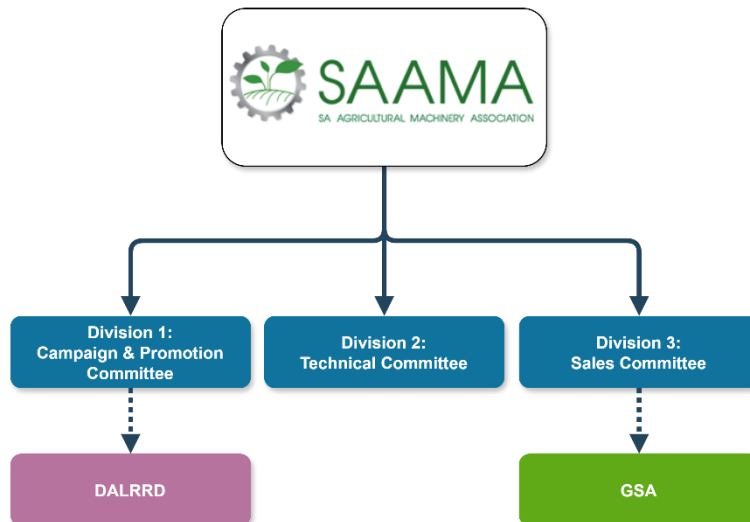 SAAMA
SA AGRICULTURAL MACHINERY ASSOCIATION
Division 1:
Campaign & Promotion
Committee
Division 2:
Technical Committee
Division 3:
Sales Committee
DALRRD
GSA